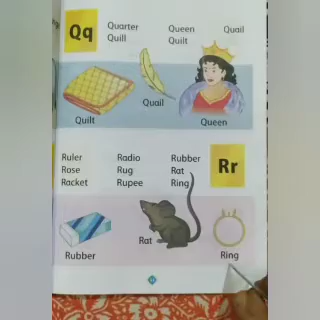 Qq
Quarter Queen Quail
Quill Quilt
Quail
Quilt Queen
Ruler Radio Rubber
Rose Rug Rat
Racket Rupee Ring
Rr
Rat
Rubber Ring